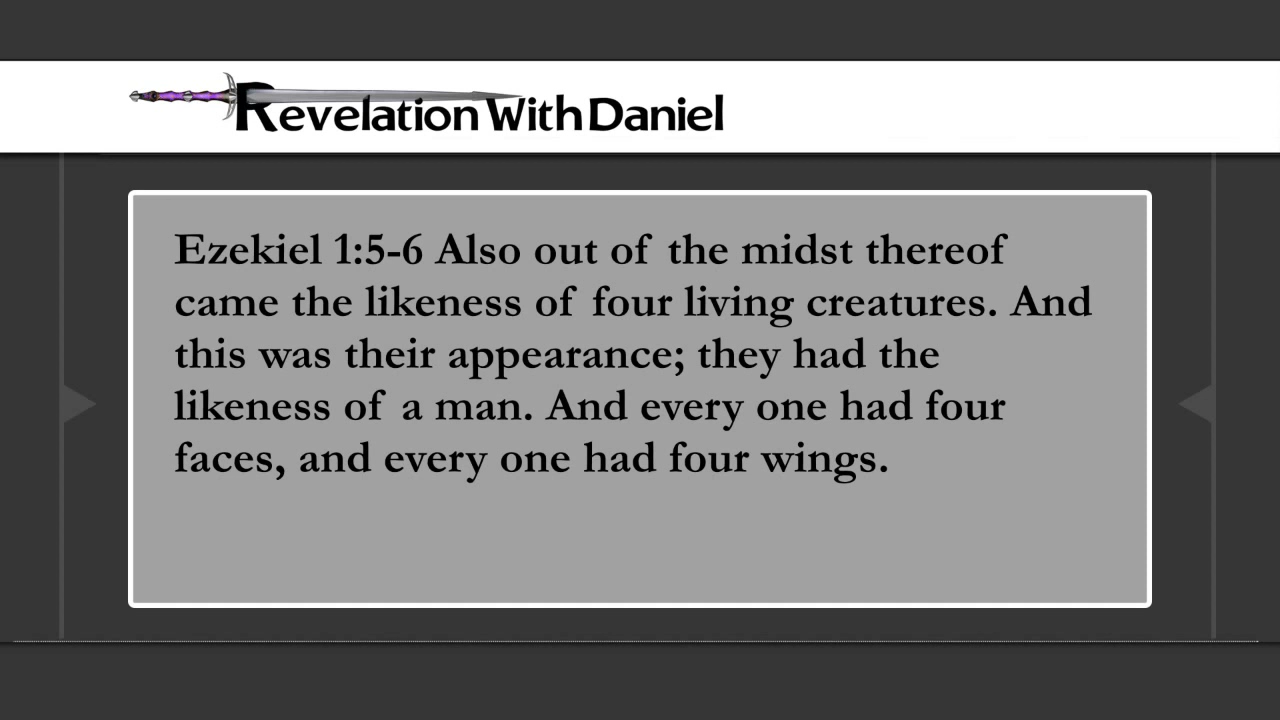 Revelation With Daniel
Ezekiel 1:5-6 Also out of the midst thereof
came the likeness of four living creatures. And
this was their appearance; they had the
likeness of a man. And every one had four
faces, and every one had four wings.